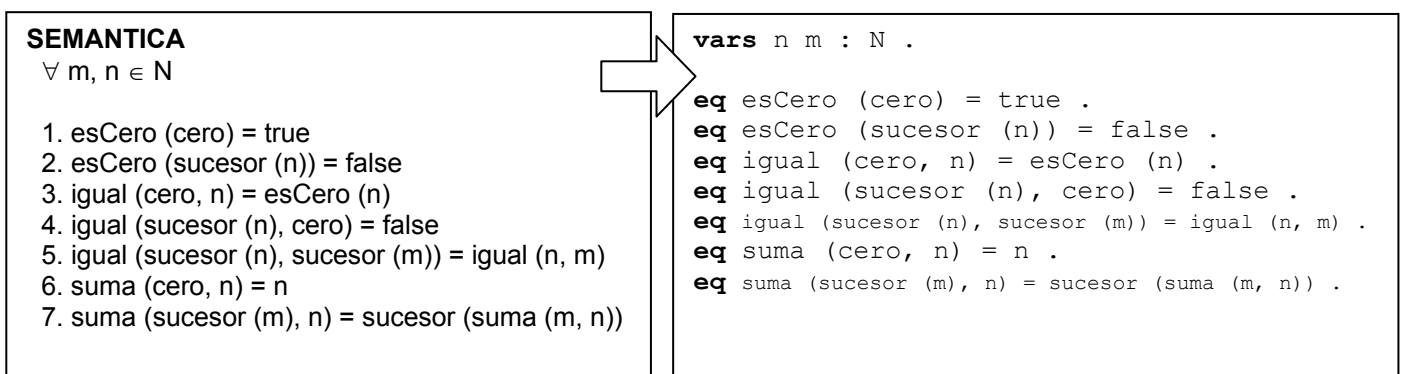 SEMANTICA
∀ m, n ∈ N
1. esCero (cero) = true
2. esCero (sucesor (n)) = false
3. igual (cero, n) = esCero (n)
4. igual (sucesor (n), cero) = false
5. igual (sucesor (n), sucesor (m)) = igual (n, m)
6. suma (cero, n) = n
7. suma (sucesor (m), n) = sucesor (suma (m, n))
vars n m : N .
eq esCero (cero) = true .
eq esCero (sucesor (n)) = false .
eq igual (cero, n) = esCero (n) .
eq igual (sucesor (n), cero) = false .
eq igual (sucesor (n), sucesor (m)) = igual (n, m) .
eq suma (cero, n) = n .
eq suma (sucesor (m), n) = sucesor (suma (m, n)) .